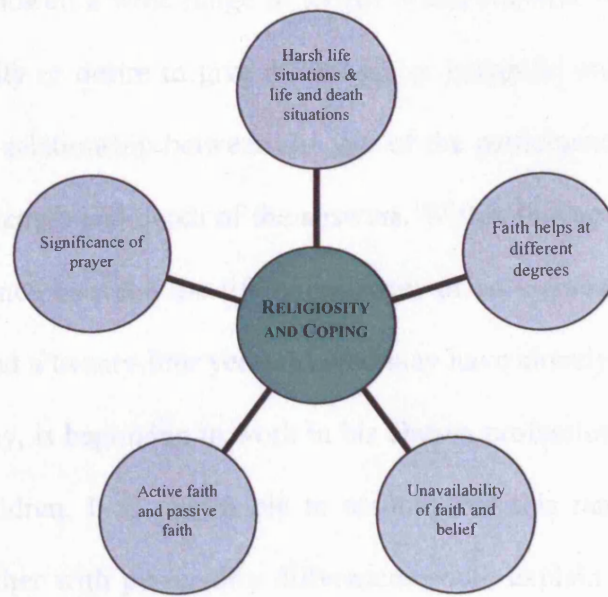 Harsh life
situations &
life and death
situations
Significance of
prayer
Faith helps at
different
degrees
RELIGIOSITY
AND COPING
Active faith
and passive
faith
Unavailability
of faith and
belief